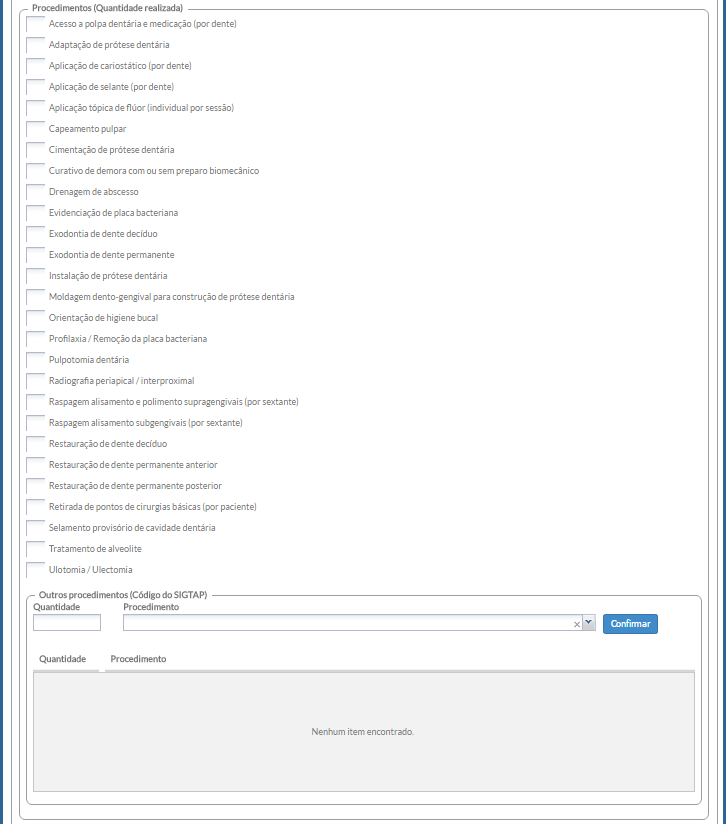 Procedimentos (Quantidade realizada)
Acesso a polpa dentária e medicação (por dente)
Adaptação de prótese dentária
Aplicação de cariostático (por dente)
Aplicação de selante (por dente)
Aplicação tópica de flúor (individual por sessão)
Capeamento pulpar
Cimentação de prótese dentária
Curativo de demora com ou sem preparo biomecânico
Drenagem de abscesso
Evidenciação de placa bacteriana
Exodontia de dente decíduo
Exodontia de dente permanente
Instalação de prótese dentária
Moldagem dento-gengival para construção de prótese dentária
Orientação de higiene bucal
Profilaxia / Remoção da placa bacteriana
Pulpotomia dentária
Radiografia periapical / interproximal
Raspagem alisamento e polimento supragengivais (por sextante)
Raspagem alisamento subgengivais (por sextante)
Restauração de dente decíduo
Restauração de dente permanente anterior
Restauração de dente permanente posterior
Retirada de pontos de cirurgias básicas (por paciente)
Selamento provisório de cavidade dentária
Tratamento de alveolite
Ulotomia / Ulectomia
Outros procedimentos (Código do SIGTAP)
Quantidade Procedimento
Confirmar
Quantidade Procedimento
Nenhum item encontrado.